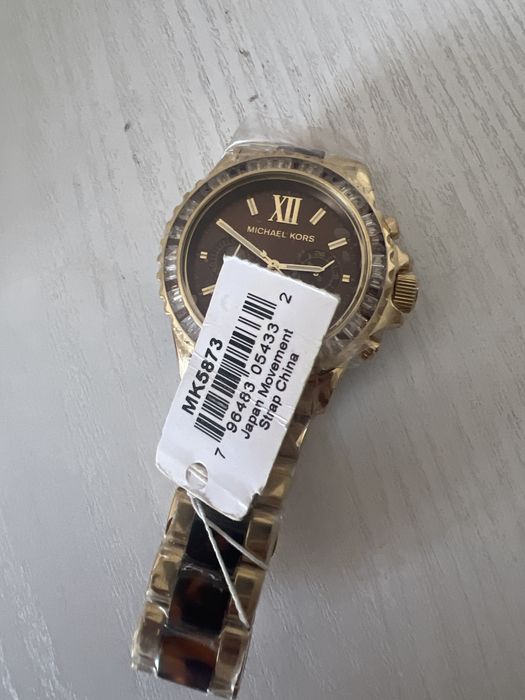 XII
MICHAEL KORS
MK5873
7 96483 05433 2
Japan Movement
Strap China